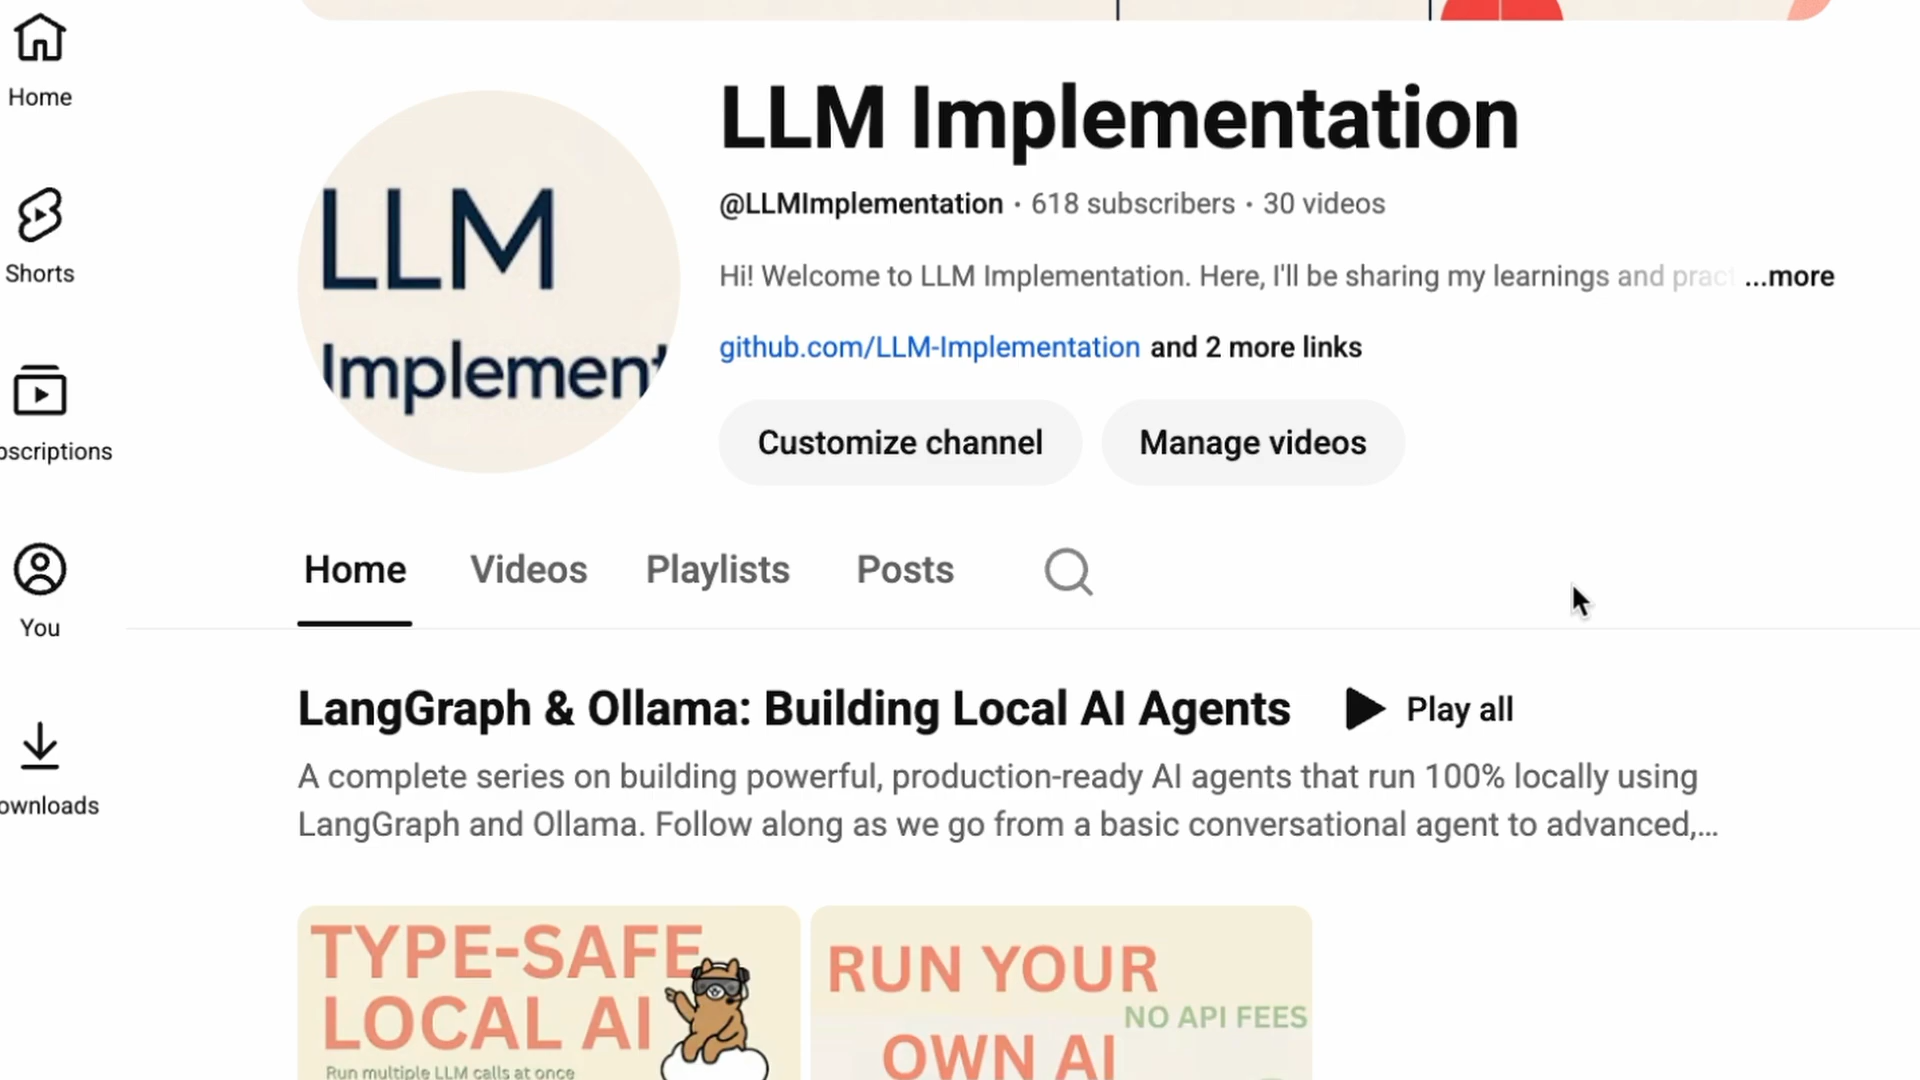 Home
Shorts
bscriptions
You
ownloads
LLM
Implement
LLM Implementation
@LLMImplementation · 618 subscribers · 30 videos
Hi! Welcome to LLM Implementation. Here, I'll be sharing my learnings and pract ...more
github.com/LLM-Implementation and 2 more links
Customize channel Manage videos
Home Videos Playlists Posts
LangGraph & Ollama: Building Local AI Agents Play all
A complete series on building powerful, production-ready AI agents that run 100% locally using
LangGraph and Ollama. Follow along as we go from a basic conversational agent to advanced,...
TYPE-SAFE
LOCAL AI
Run multiple LLM calls at once
RUN YOUR
NO API FEES
OWN AI